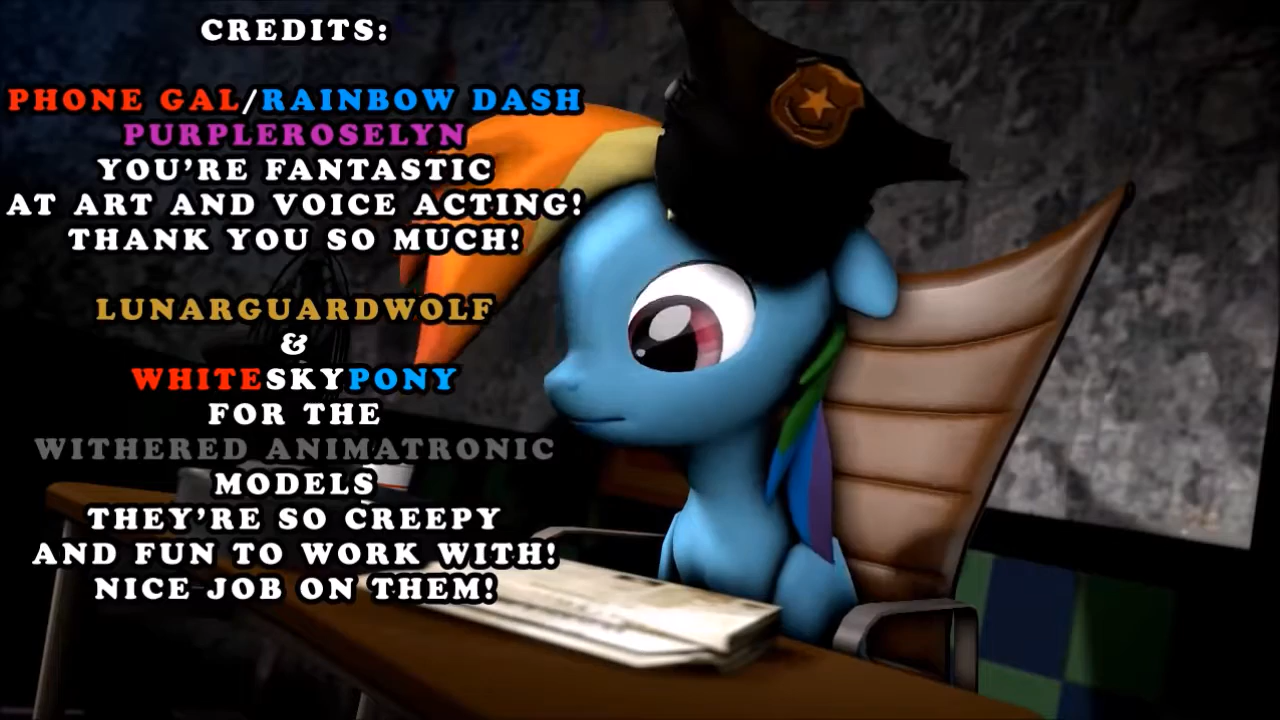 CREDITS:
PHONE GAL/RAINBOW DASH
PURPLEROSELYN
YOU'RE FANTASTIC
AT ART AND VOICE ACTING!
THANK YOU SO MUCH!
LUNARGUARDWOLF
&
WHITESKYPONY
FOR THE
WITHERED ANIMATRONIC
MODELS
THEY'RE SO CREEPY
AND FUN TO WORK WITH!
NICE JOB ON THEM!